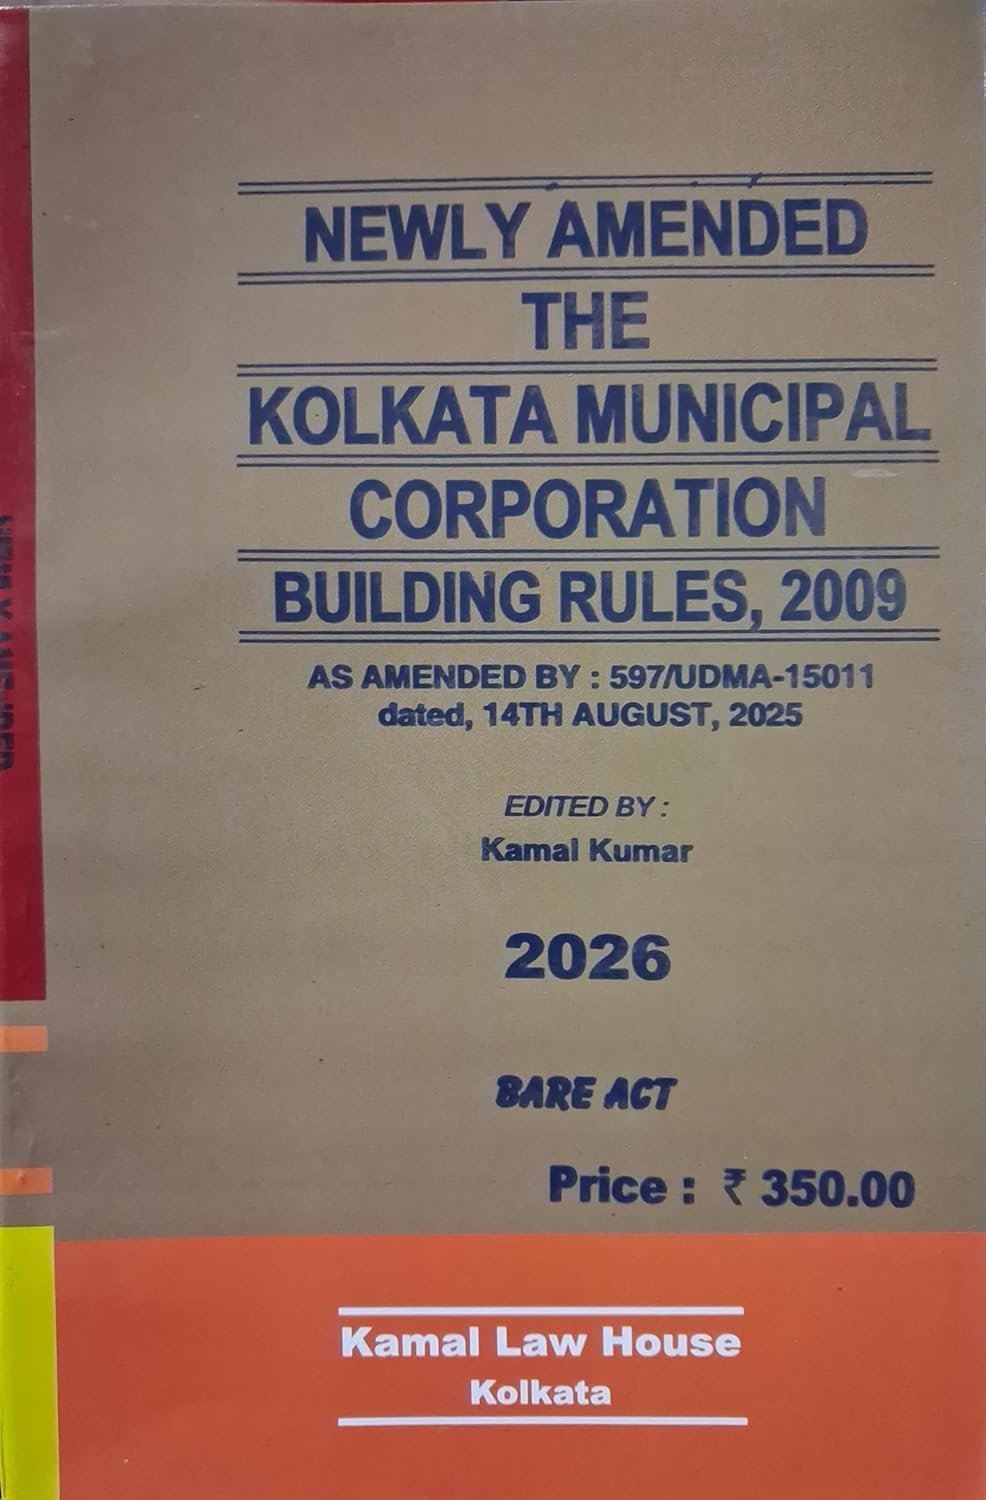 NEWLY AMENDED
THE
KOLKATA MUNICIPAL
CORPORATION
BUILDING RULES, 2009
AS AMENDED BY : 597/UDMA-15011
dated, 14TH AUGUST, 2025
EDITED BY :
Kamal Kumar
2026
BARE ACT
Price : ₹ 350.00
Kamal Law House
Kolkata